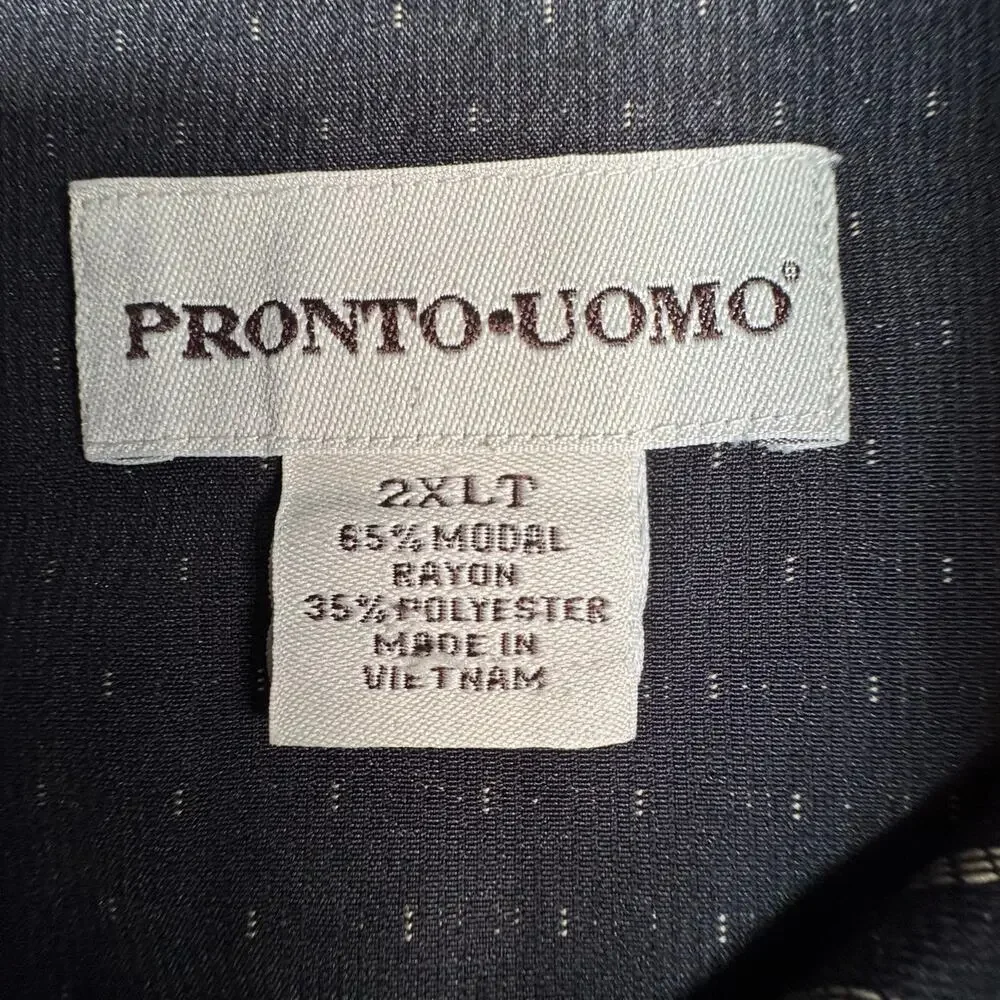 PRONTO•UOMO®
2XLT
65% MODAL
RAYON
35% POLYESTER
MADE IN
VIETNAM